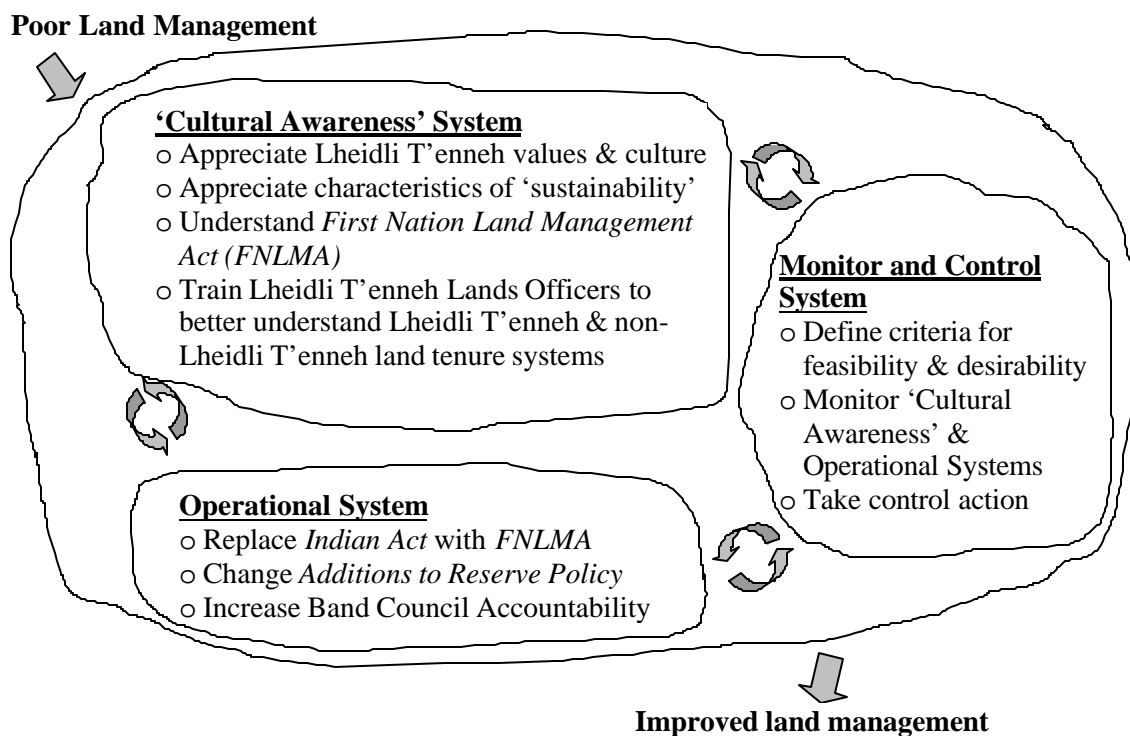 Poor Land Management
‘Cultural Awareness’ System
o Appreciate Lheidli T’enneh values & culture
o Appreciate characteristics of ‘sustainability’
o Understand First Nation Land Management
Act (FNLMA)
o Train Lheidli T’enneh Lands Officers to
better understand Lheidli T’enneh & non-
Lheidli T’enneh land tenure systems
Monitor and Control
System
o Define criteria for
feasibility & desirability
o Monitor ‘Cultural
Awareness’ &
Operational Systems
o Take control action
Operational System
o Replace Indian Act with FNLMA
o Change Additions to Reserve Policy
o Increase Band Council Accountability
Improved land management